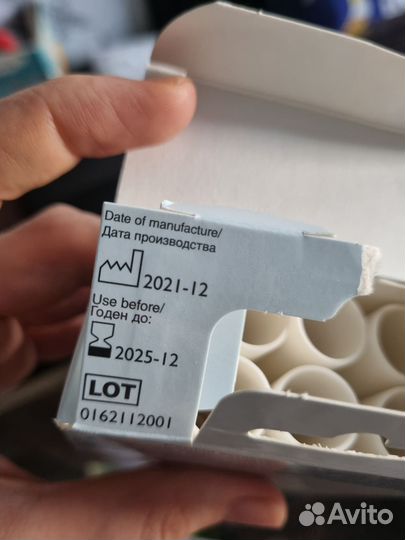 Date of manufacture/
Дата производства
2021-12
Use before/
Годен до:
2025-12
LOT
0162112001
Avito